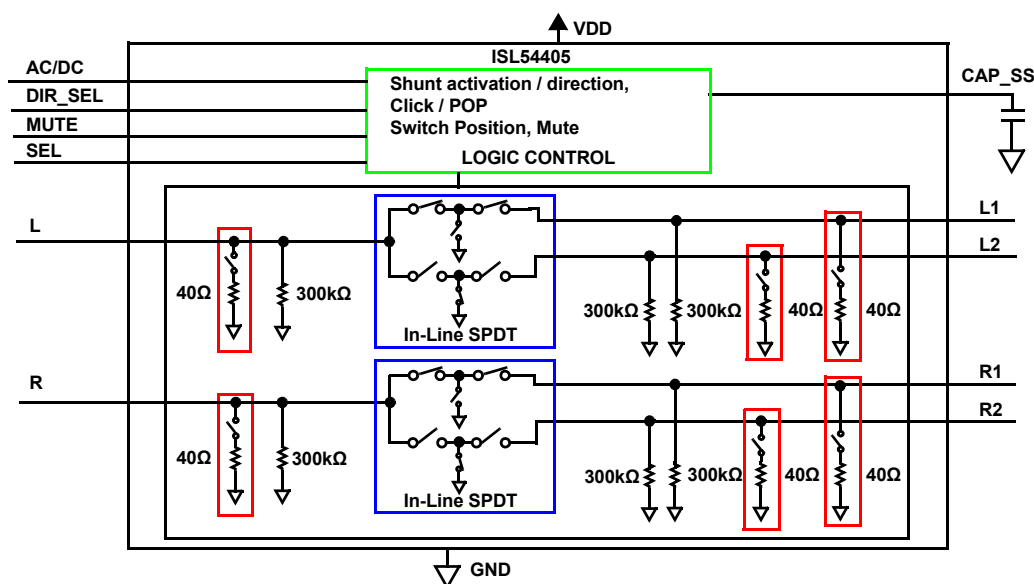 VDD
ISL54405
AC/DC
DIR_SEL
MUTE
SEL
Shunt activation / direction,
Click / POP
Switch Position, Mute
LOGIC CONTROL
CAP_SS
L
L1
L2
40Ω
300kΩ
In-Line SPDT
300kΩ
300kΩ
40Ω
40Ω
R
R1
R2
40Ω
300kΩ
In-Line SPDT
300kΩ
300kΩ
40Ω
40Ω
GND